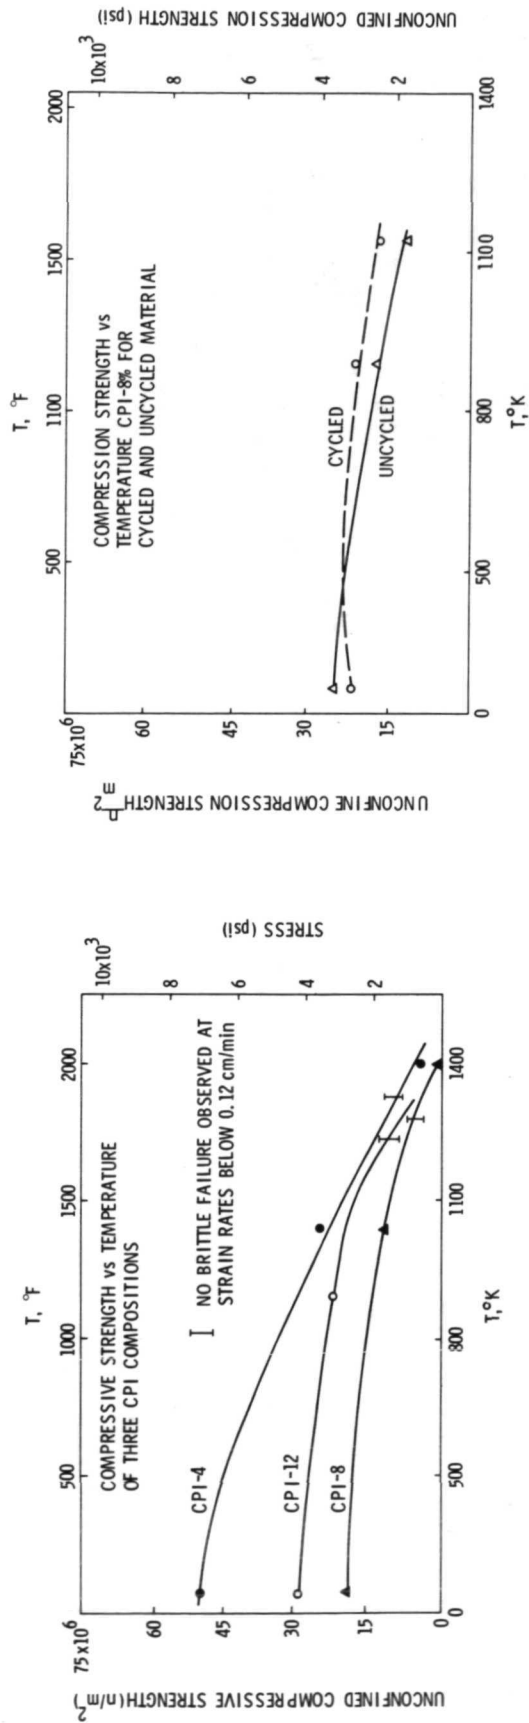 T, °F
500
1000
1500
2000
COMPRESSIVE STRENGTH vs TEMPERATURE
OF THREE CPI COMPOSITIONS
NO BRITTLE FAILURE OBSERVED AT
STRAIN RATES BELOW 0.12 cm/min
CPI-4
CPI-12
CPI-8
UNCONFINED COMPRESSIVE STRENGTH (n/m²)
75x10⁶
60
45
30
15
0
STRESS (psi)
10x10³
8
6
4
2
0
500
800
1100
1400
T,°K
T, °F
500
1100
1500
2000
COMPRESSION STRENGTH vs
TEMPERATURE CPI-8% FOR
CYCLED AND UNCYCLED MATERIAL
CYCLED
UNCYCLED
UNCONFINE COMPRESSION STRENGTH n/m²
75x10⁶
60
45
30
15
UNCONFINED COMPRESSION STRENGTH (psi)
10x10³
8
6
4
2
0
500
800
1100
1400
T,°K